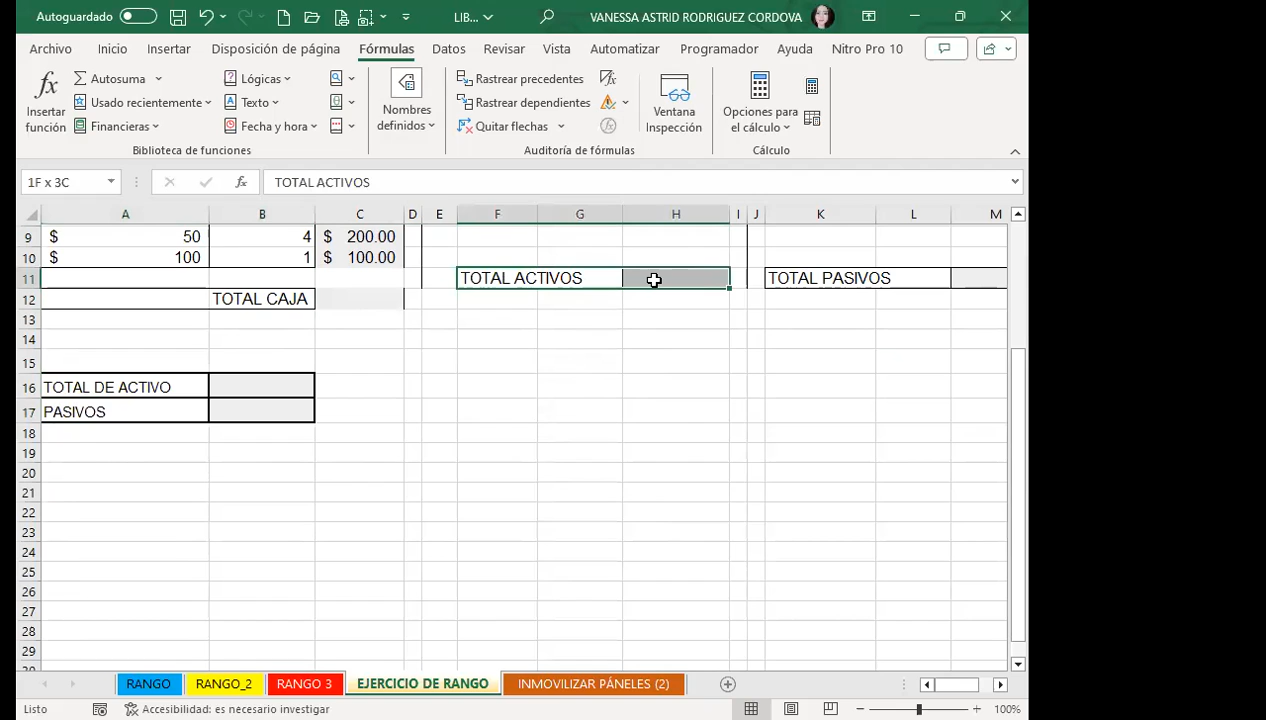 Autoguardado LIB... VANESSA ASTRID RODRIGUEZ CORDOVA
Archivo Inicio Insertar Disposición de página Fórmulas Datos Revisar Vista Automatizar Programador Ayuda Nitro Pro 10
fx Insertar función
Autosuma
Usado recientemente
Financieras
Lógicas
Texto
Fecha y hora
Biblioteca de funciones
Nombres definidos
Rastrear precedentes
Rastrear dependientes
Quitar flechas
fx
Ventana Inspección
Auditoría de fórmulas
Opciones para el cálculo
Cálculo
1F x 3C fx TOTAL ACTIVOS
A B C D E F G H I J K L M
9 $ 50 4 $ 200.00
10 $ 100 1 $ 100.00
11 TOTAL ACTIVOS TOTAL PASIVOS
12 TOTAL CAJA
13
14
15
16 TOTAL DE ACTIVO
17 PASIVOS
18
19
20
21
22
23
24
25
26
27
28
29
RANGO RANGO_2 RANGO 3 EJERCICIO DE RANGO INMOVILIZAR PÁNELES (2)
Listo Accesibilidad: es necesario investigar 100%